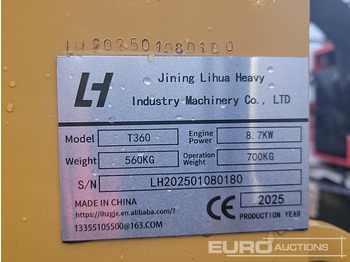 LH202501080180
LH
Jining Lihua Heavy
Industry Machinery Co., LTD
Model T360 Engine Power 8.7KW
Weight 560KG Operation Weight 700KG
S/N LH202501080180
MADE IN CHINA
https://ihzgjx.en.alibaba.com/?
13355105500@163.COM
CE 2025
PRODUCTION YEAR
EURO AUCTIONS